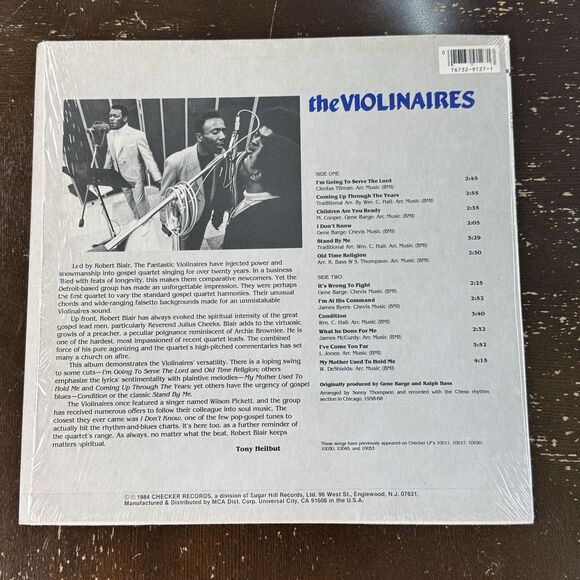 0
76732-9127-1
the VIOLINAIRES
SIDE ONE
I'm Going To Serve The Lord 2:45
Cleofas Tilman: Arc Music (BMI)
Coming Up Through The Years 2:55
Traditional Arr. By Wm. C. Hall: Arc Music (BMI)
Children Are You Ready 2:35
M. Cooper, Gene Barge: Arc Music (BMI)
I Don't Know 2:05
Gene Barge: Chevis Music (BMI)
Stand By Me 3:29
Traditional Arr. Wm. C. Hall: Arc Music (BMI)
Old Time Religion 2:30
Arr. R. Bass & S. Thompson: Arc Music (BMI)
SIDE TWO
It's Wrong To Fight 2:25
Gene Barge: Chevis Music (BMI)
I'm At His Command 2:52
James Byers: Chevis Music (BMI)
Condition 3:40
Wm. C. Hall: Arc Music (BMI)
What be Done For Me 2:32
James McCurdy: Arc Music (BMI)
I've Come Too Far 3:52
I. Jones: Arc Music (BMI)
My Mother Used To Hold Me 4:15
W. DeShields: Arc Music (BMI)
Originally produced by Gene Barge and Ralph Bass
Arranged by Sonny Thompson and recorded with the Chess rhythm
section in Chicago. 1956-68
These songs have previously appeared on Checker LP's 10011, 10017, 10020,
10030, 10045, and 10053
Led by Robert Blair, The Fantastic Violinaires have injected power and
showmanship into gospel quartet singing for over twenty years. In a business
filled with feats of longevity, this makes them comparative newcomers. Yet the
Detroit-based group has made an unforgettable impression. They were perhaps
the first quartet to vary the standard gospel quartet harmonies. Their unusual
chords and wide-ranging falsetto backgrounds made for an unmistakable
Violinaires sound.
Up front, Robert Blair has always evoked the spiritual intensity of the great
gospel lead men, particularly Reverend Julius Cheeks. Blair adds to the virtuosic
growls of a preacher, a peculiar poignance reminiscent of Archie Brownlee. He is
one of the hardest, most impassioned of recent quartet leads. The combined
force of his pure agonizing and the quartet's high-pitched commentaries has set
many a church on afire.
This album demonstrates the Violinaires' versatility. There is a loping swing
to some cuts—I'm Going To Serve The Lord and Old Time Religion; others
emphasize the lyrics' sentimentality with plaintive melodies—My Mother Used To
Hold Me and Coming Up Through The Years; yet others have the urgency of gospel
blues—Condition or the classic Stand By Me.
The Violinaires once featured a singer named Wilson Pickett, and the group
has received numerous offers to follow their colleague into soul music. The
closest they ever came was I Don't Know, one of the few pop-gospel tunes to
actually hit the rhythm-and-blues charts. It's here too, as a further reminder of
the quartet's range. As always, no matter what the beat, Robert Blair keeps
matters spiritual.
Tony Heilbut
©℗ 1984 CHECKER RECORDS, a division of Sugar Hill Records, Ltd. 96 West St., Englewood, N.J. 07631,
Manufactured & Distributed by MCA Dist. Corp. Universal City, CA 91608 in the U.S.A.